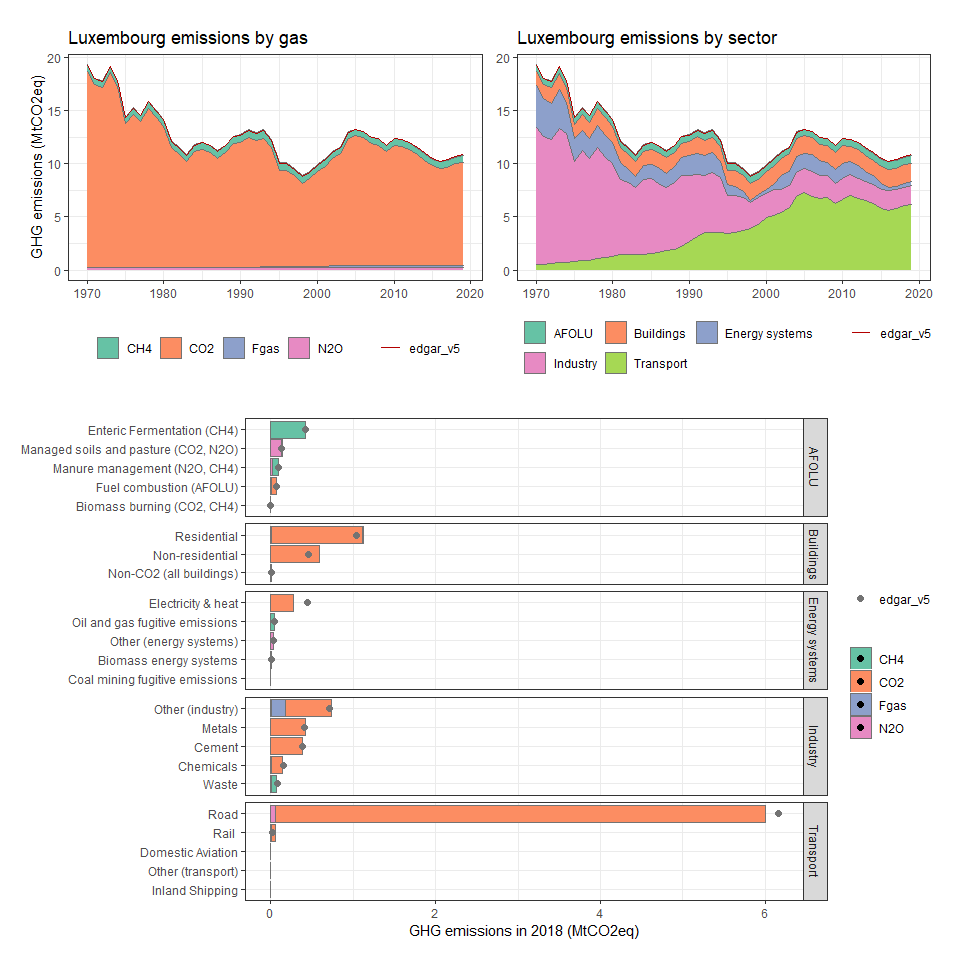 Luxembourg emissions by gas
GHG emissions (MtCO2eq)
20
15
10
5
0
1970 1980 1990 2000 2010 2020
CH4 CO2 Fgas N2O edgar_v5
Luxembourg emissions by sector
20
15
10
5
0
1970 1980 1990 2000 2010 2020
AFOLU Buildings Energy systems edgar_v5
Industry Transport
Enteric Fermentation (CH4)
Managed soils and pasture (CO2, N2O)
Manure management (N2O, CH4)
Fuel combustion (AFOLU)
Biomass burning (CO2, CH4)
AFOLU
Residential
Non-residential
Non-CO2 (all buildings)
Buildings
Electricity & heat
Oil and gas fugitive emissions
Other (energy systems)
Biomass energy systems
Coal mining fugitive emissions
Energy systems
Other (industry)
Metals
Cement
Chemicals
Waste
Industry
Road
Rail
Domestic Aviation
Other (transport)
Inland Shipping
Transport
0 2 4 6
GHG emissions in 2018 (MtCO2eq)
edgar_v5
CH4
CO2
Fgas
N2O